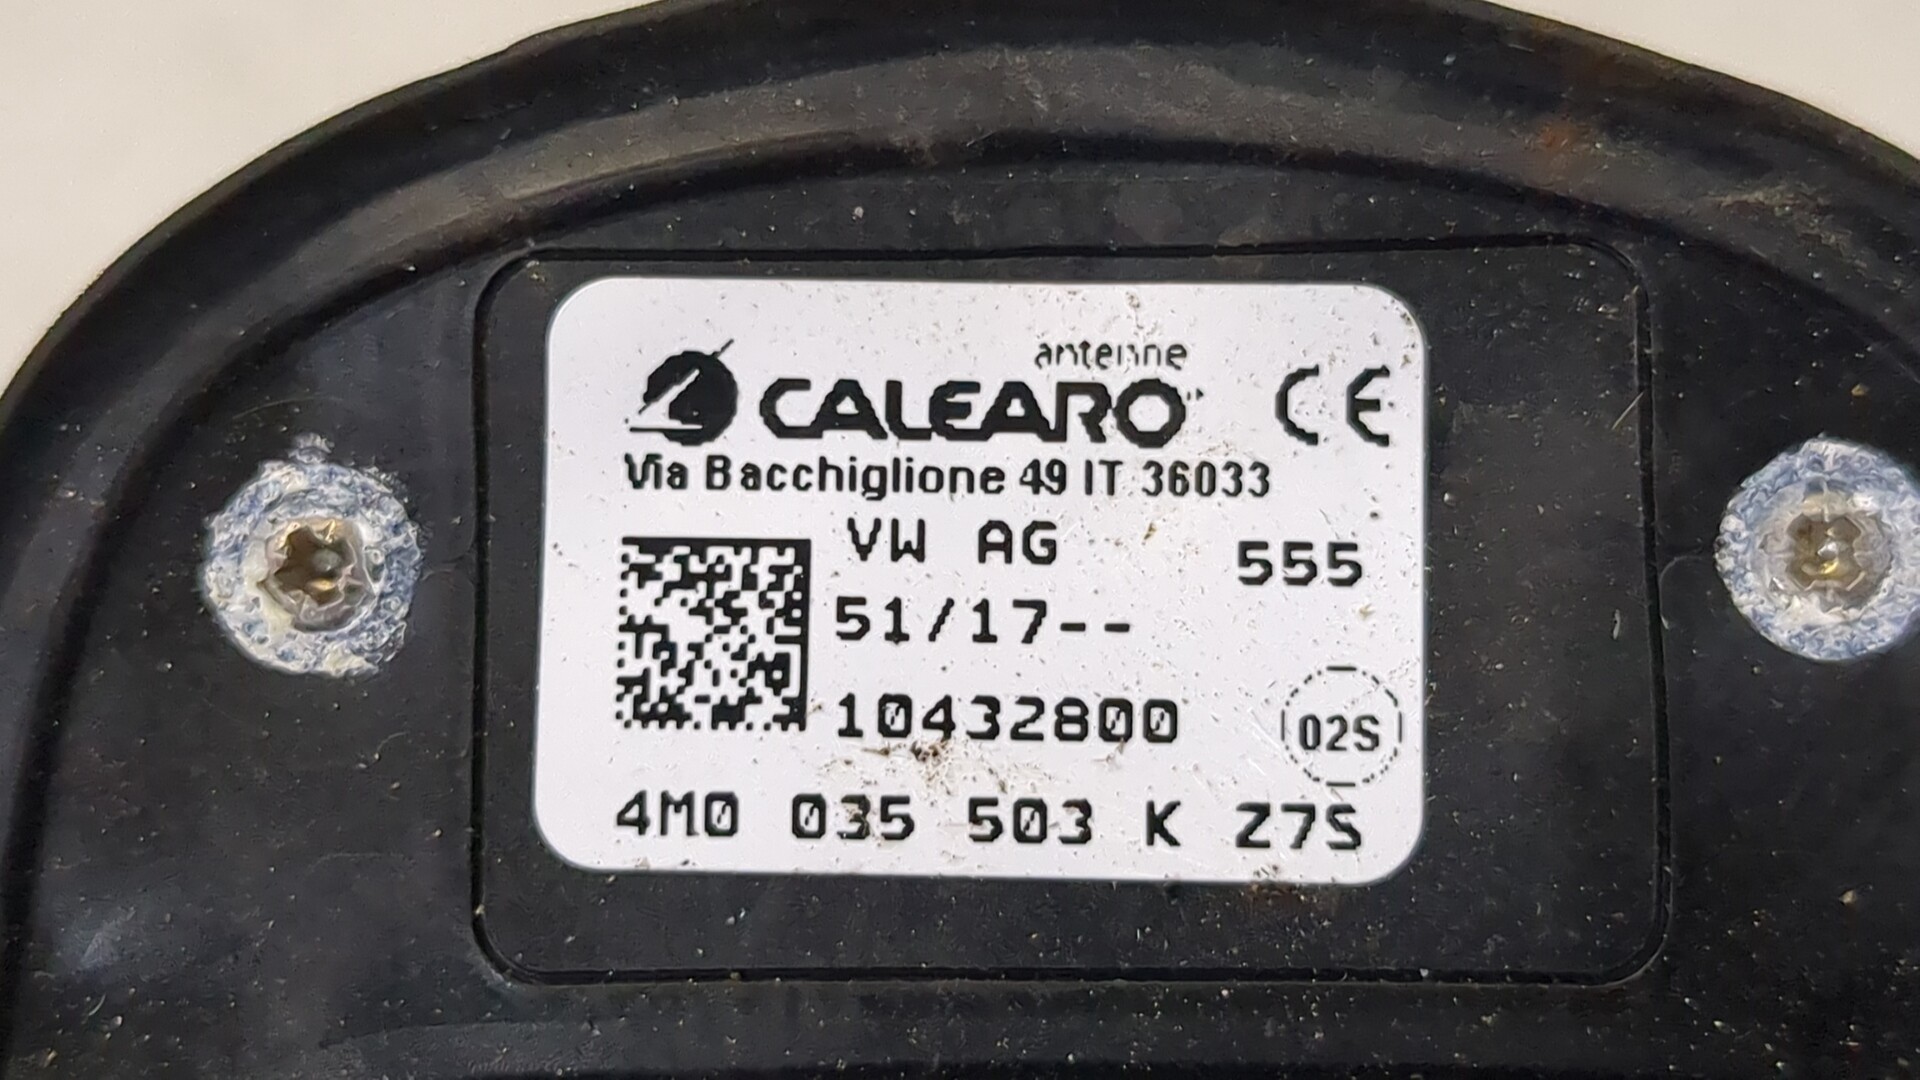 antenne
CALEARO CE
Via Bacchiglione 49 IT 36033
VW AG 555
51/17--
10432800 02S
4M0 035 503 K Z7S